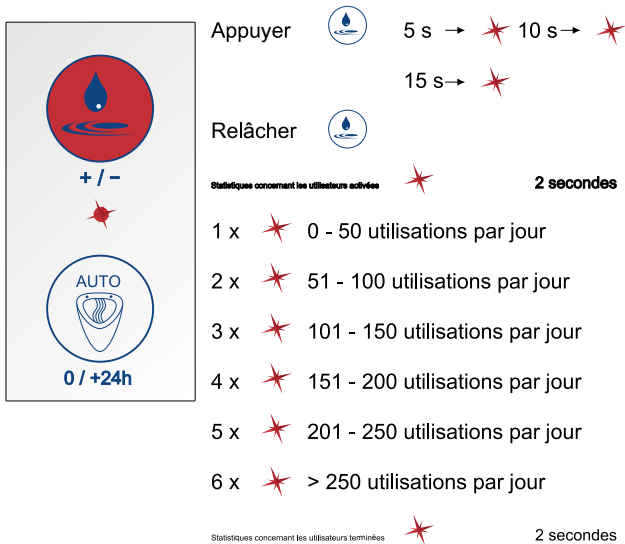 Appuyer 5 s → 10 s →
15 s →
Relâcher
+ / −
Statistiques concernant les utilisateurs activées 2 secondes
1 x 0 - 50 utilisations par jour
AUTO
2 x 51 - 100 utilisations par jour
3 x 101 - 150 utilisations par jour
0 / +24h
4 x 151 - 200 utilisations par jour
5 x 201 - 250 utilisations par jour
6 x > 250 utilisations par jour
Statistiques concernant les utilisateurs terminées 2 secondes